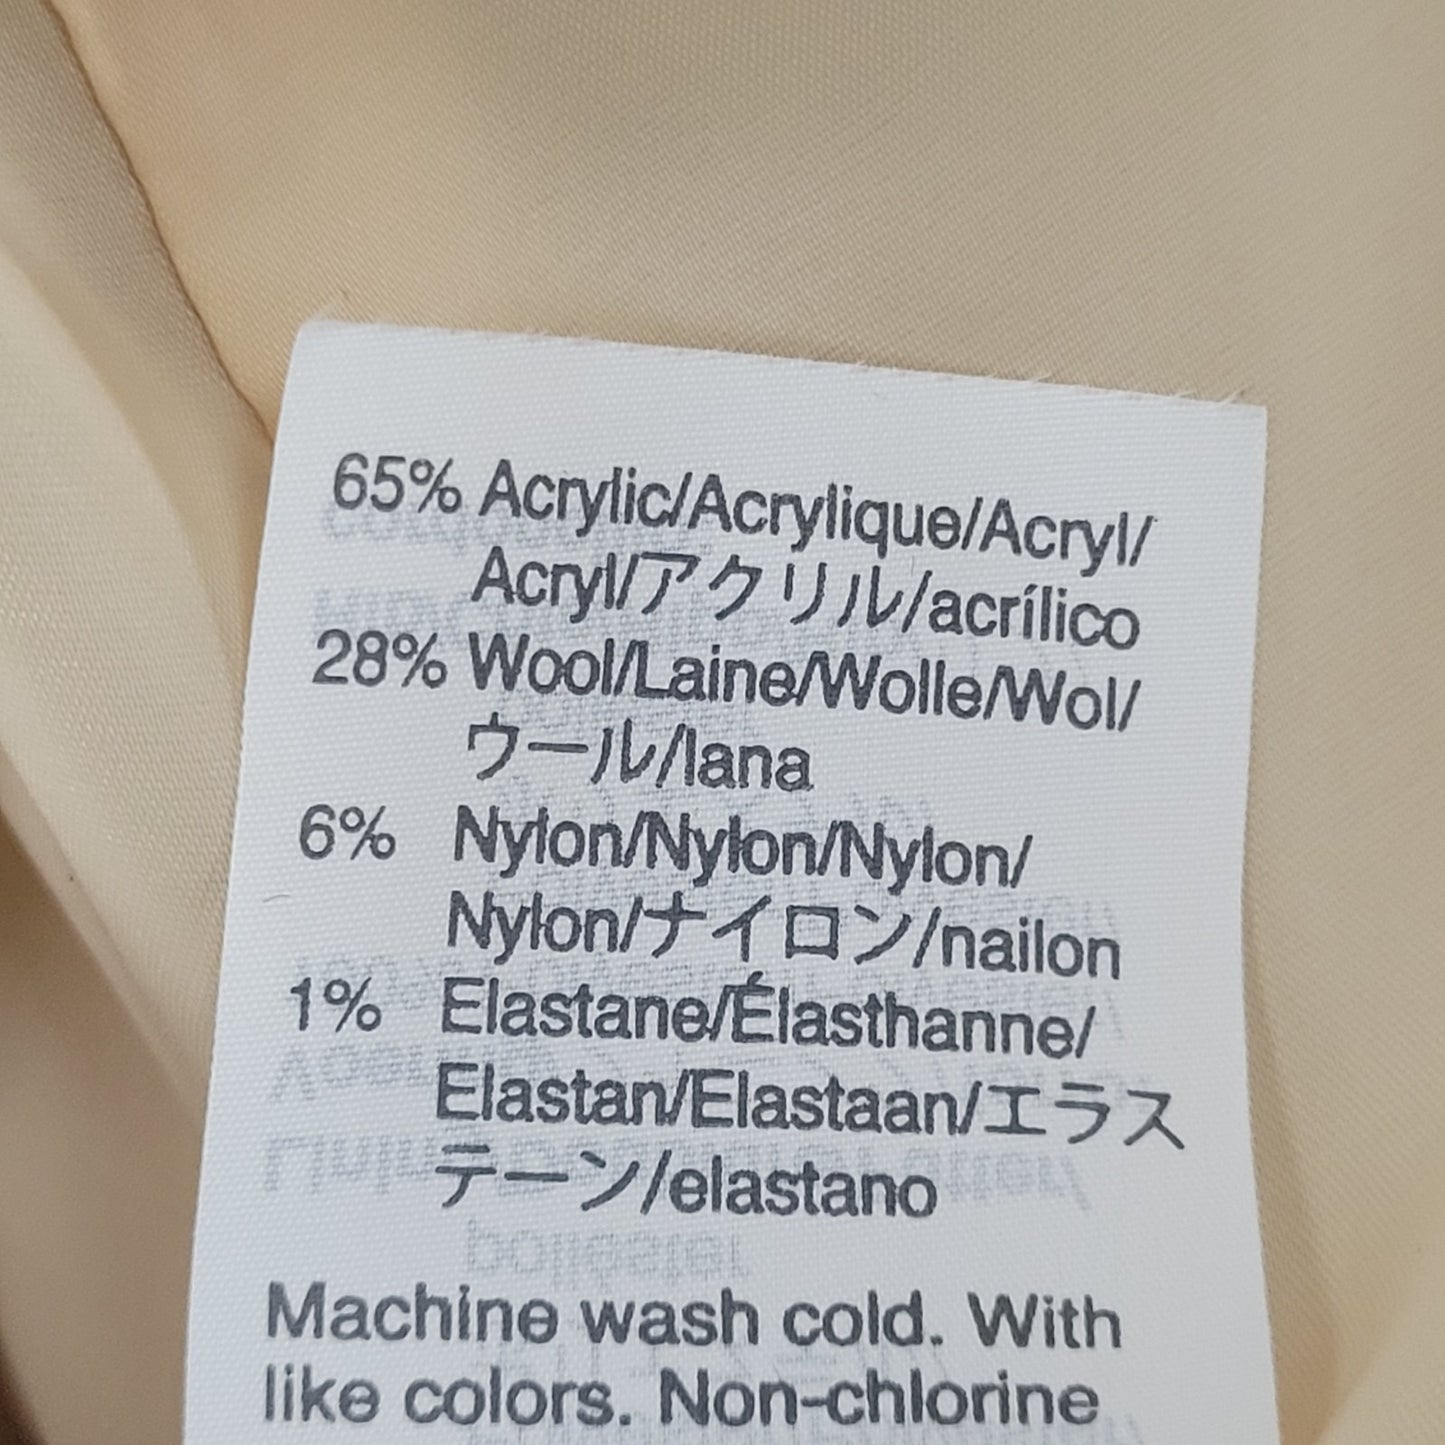 65% Acrylic/Acrylique/Acryl/
Acryl/アクリル/acrílico
28% Wool/Laine/Wolle/Wol/
ウール/lana
6% Nylon/Nylon/Nylon/
Nylon/ナイロン/nailon
1% Elastane/Élasthanne/
Elastan/Elastaan/エラス
テーン/elastano
Machine wash cold. With
like colors. Non-chlorine